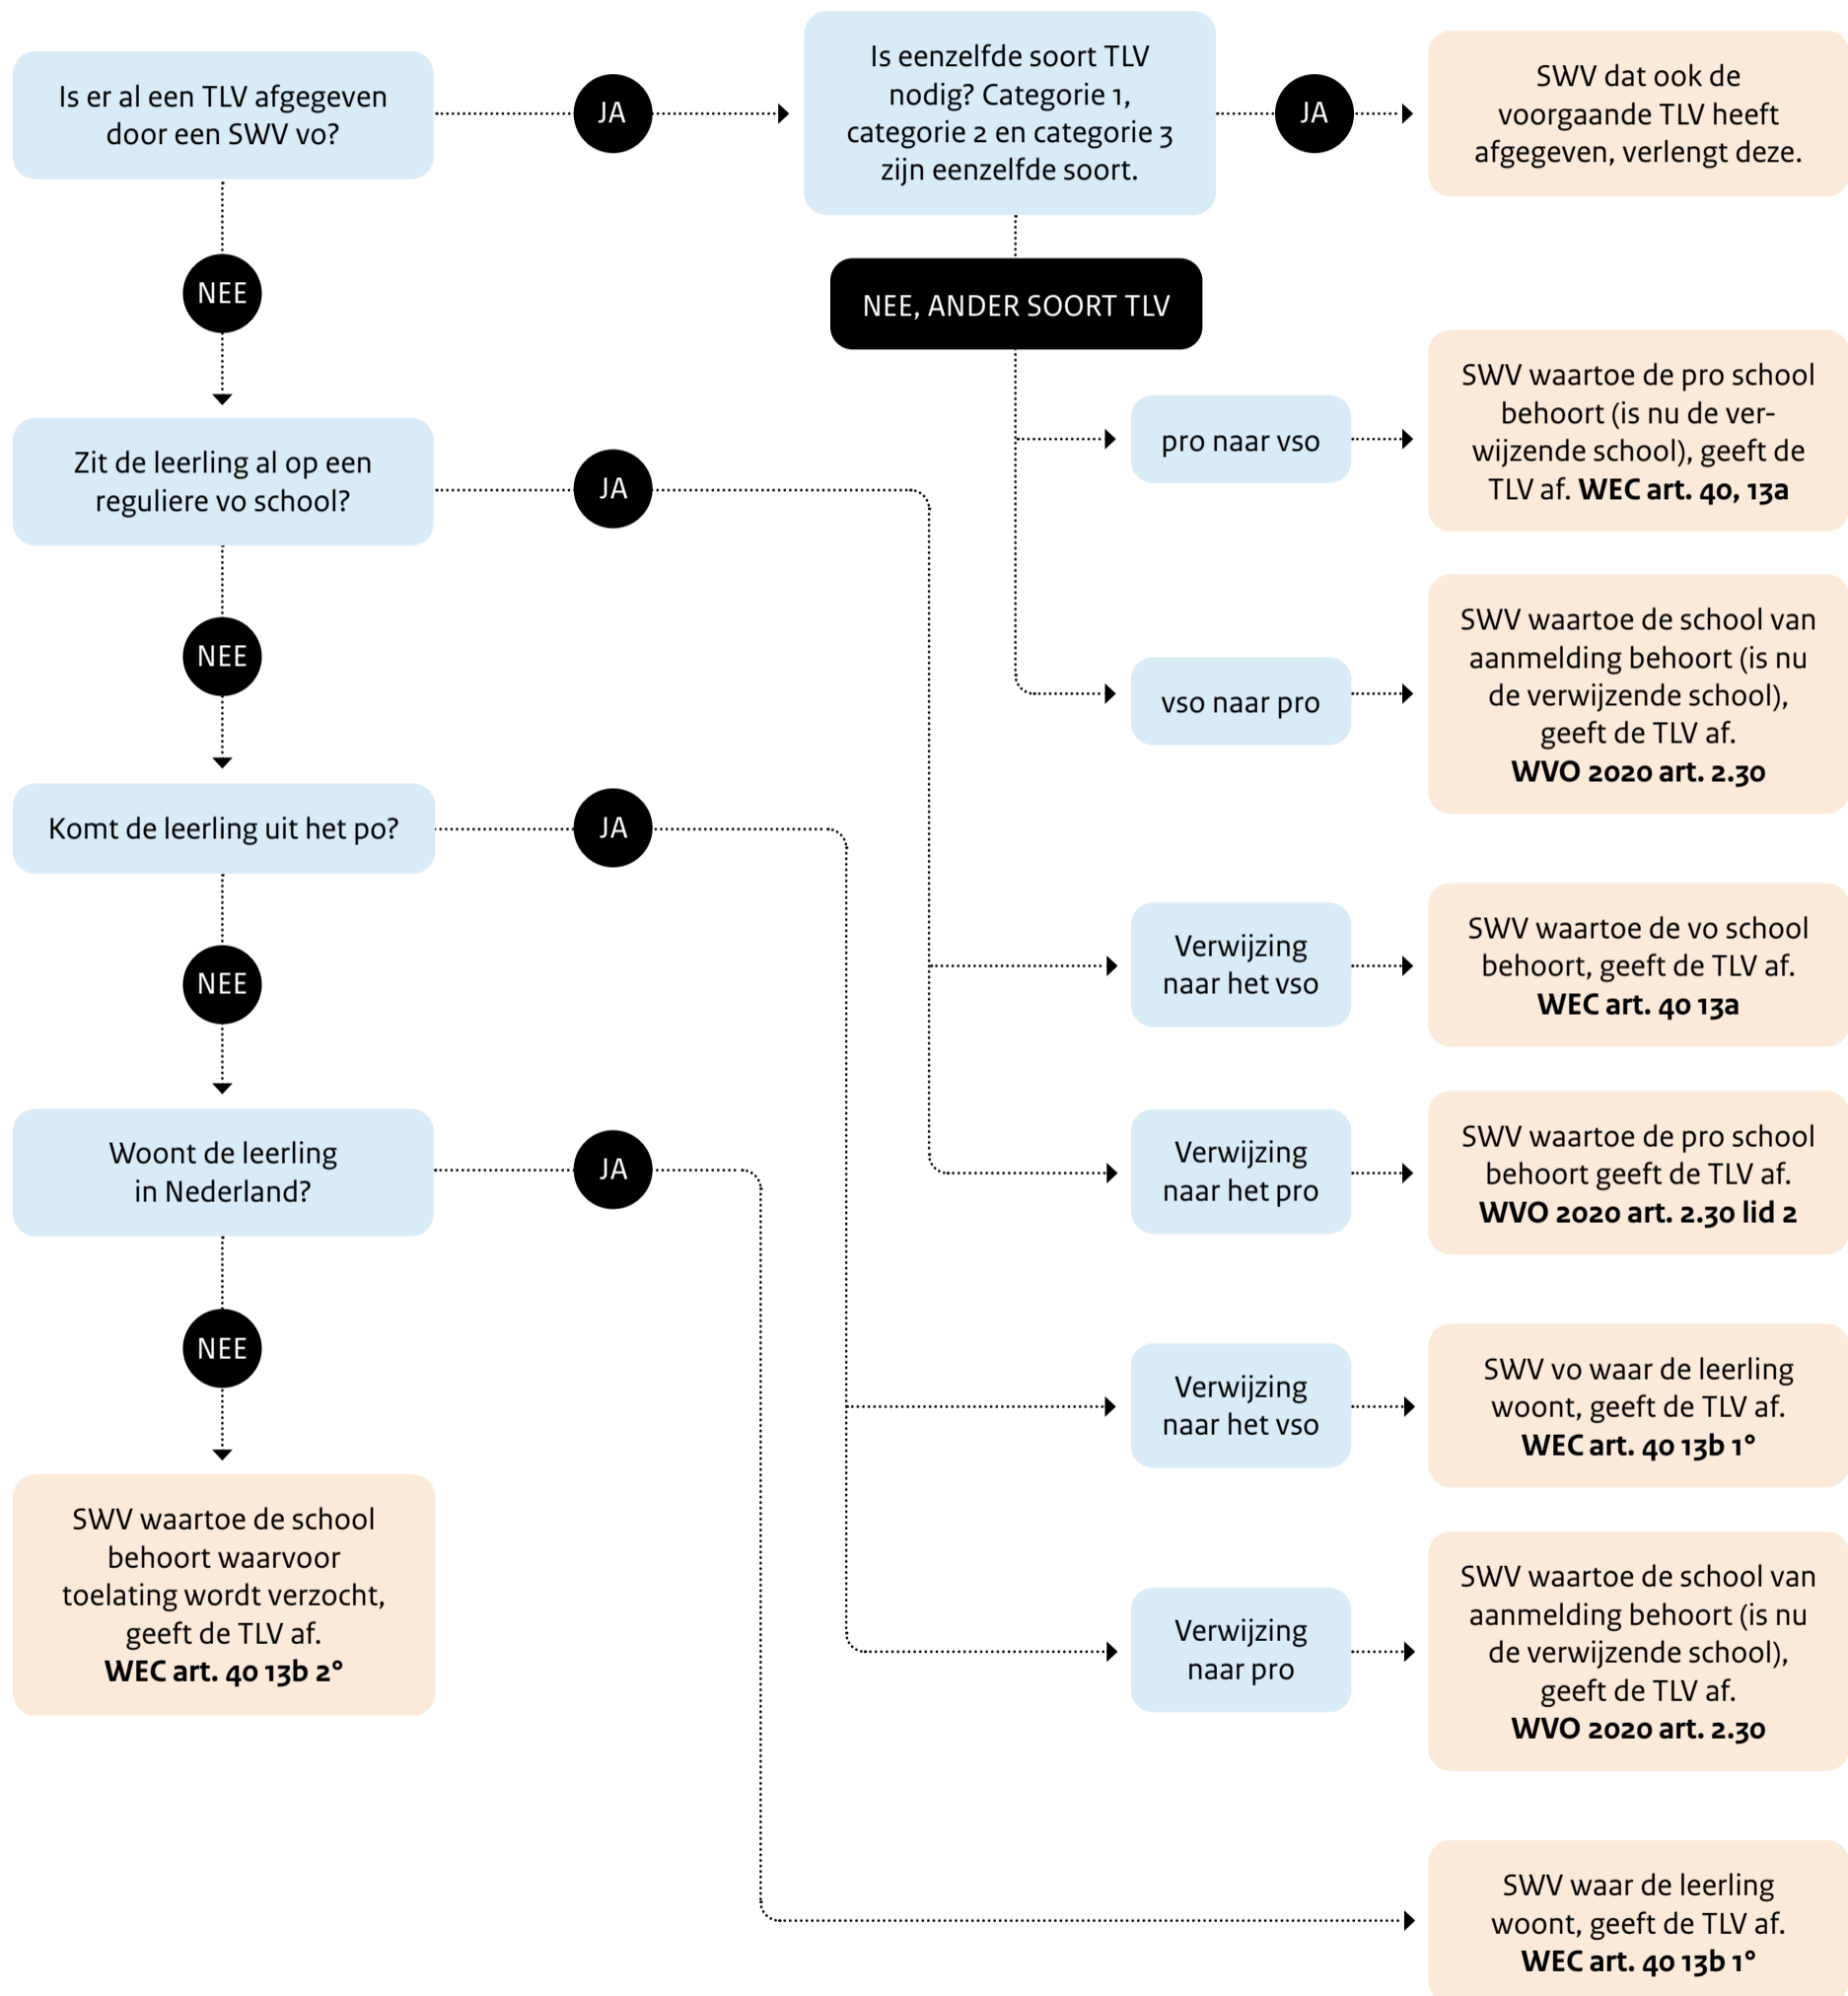 Is er al een TLV afgegeven
door een SWV vo?
JA
Is eenzelfde soort TLV
nodig? Categorie 1,
categorie 2 en categorie 3
zijn eenzelfde soort.
JA
SWV dat ook de
voorgaande TLV heeft
afgegeven, verlengt deze.
NEE
NEE, ANDER SOORT TLV
pro naar vso
SWV waartoe de pro school
behoort (is nu de ver-
wijzende school), geeft de
TLV af. WEC art. 40, 13a
Zit de leerling al op een
reguliere vo school?
JA
vso naar pro
SWV waartoe de school van
aanmelding behoort (is nu
de verwijzende school),
geeft de TLV af.
WVO 2020 art. 2.30
NEE
Komt de leerling uit het po?
JA
Verwijzing
naar het vso
SWV waartoe de vo school
behoort, geeft de TLV af.
WEC art. 40 13a
NEE
Woont de leerling
in Nederland?
JA
Verwijzing
naar het pro
SWV waartoe de pro school
behoort geeft de TLV af.
WVO 2020 art. 2.30 lid 2
NEE
Verwijzing
naar het vso
SWV vo waar de leerling
woont, geeft de TLV af.
WEC art. 40 13b 1°
SWV waartoe de school
behoort waarvoor
toelating wordt verzocht,
geeft de TLV af.
WEC art. 40 13b 2°
Verwijzing
naar pro
SWV waartoe de school van
aanmelding behoort (is nu
de verwijzende school),
geeft de TLV af.
WVO 2020 art. 2.30
SWV waar de leerling
woont, geeft de TLV af.
WEC art. 40 13b 1°